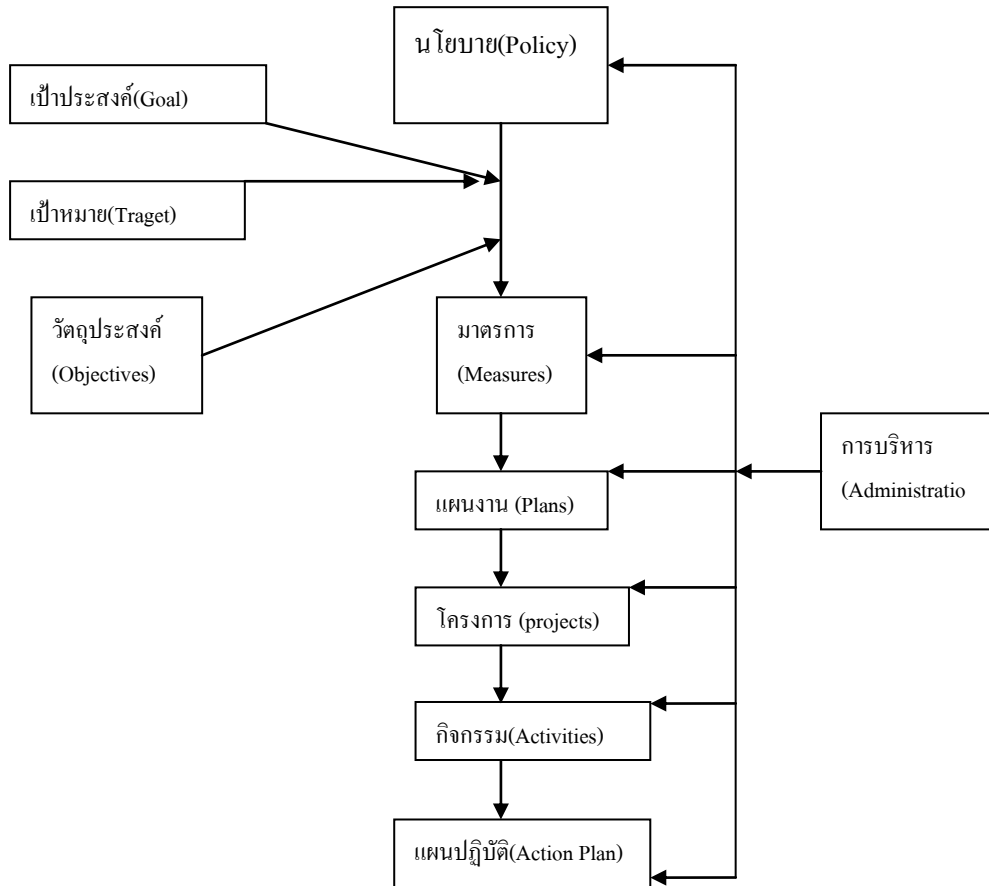 นโยบาย(Policy)
เป้าประสงค์(Goal)
เป้าหมาย(Traget)
วัตถุประสงค์
(Objectives)
มาตรการ
(Measures)
การบริหาร
(Administratio
แผนงาน (Plans)
โครงการ (projects)
กิจกรรม(Activities)
แผนปฏิบัติ(Action Plan)